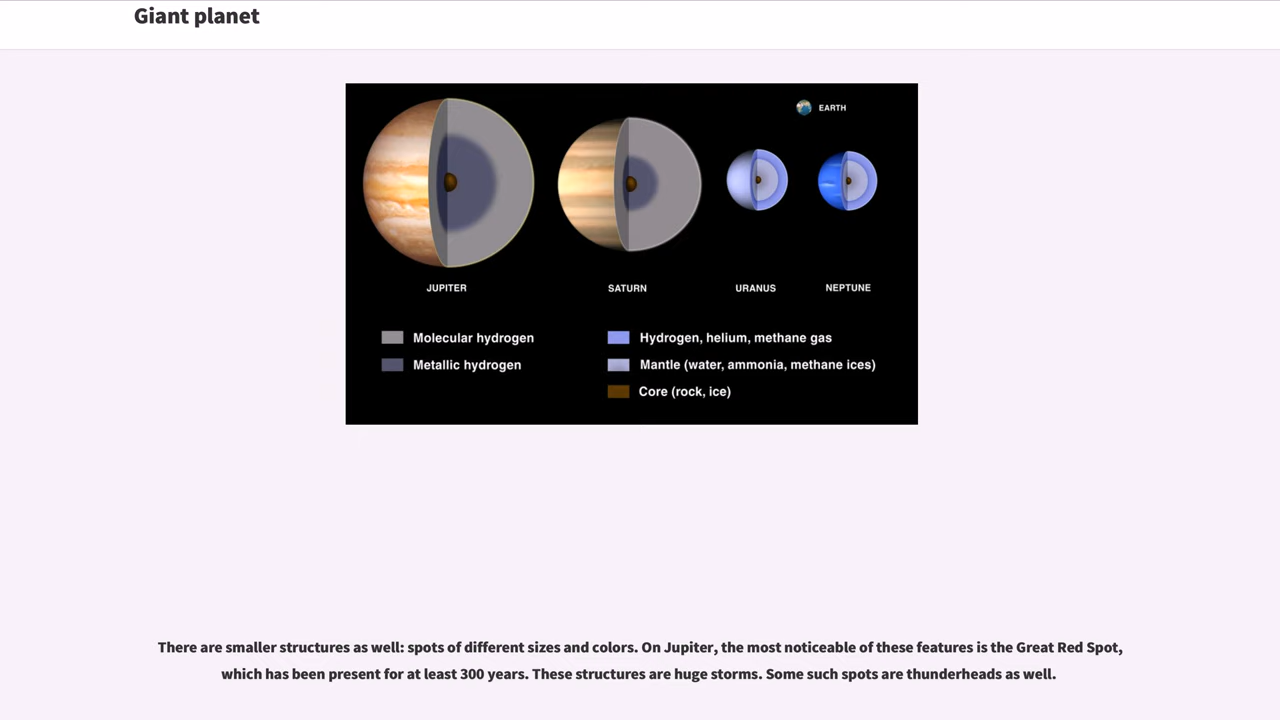 Giant planet
EARTH
JUPITER
SATURN
URANUS
NEPTUNE
Molecular hydrogen
Metallic hydrogen
Hydrogen, helium, methane gas
Mantle (water, ammonia, methane ices)
Core (rock, ice)
There are smaller structures as well: spots of different sizes and colors. On Jupiter, the most noticeable of these features is the Great Red Spot,
which has been present for at least 300 years. These structures are huge storms. Some such spots are thunderheads as well.